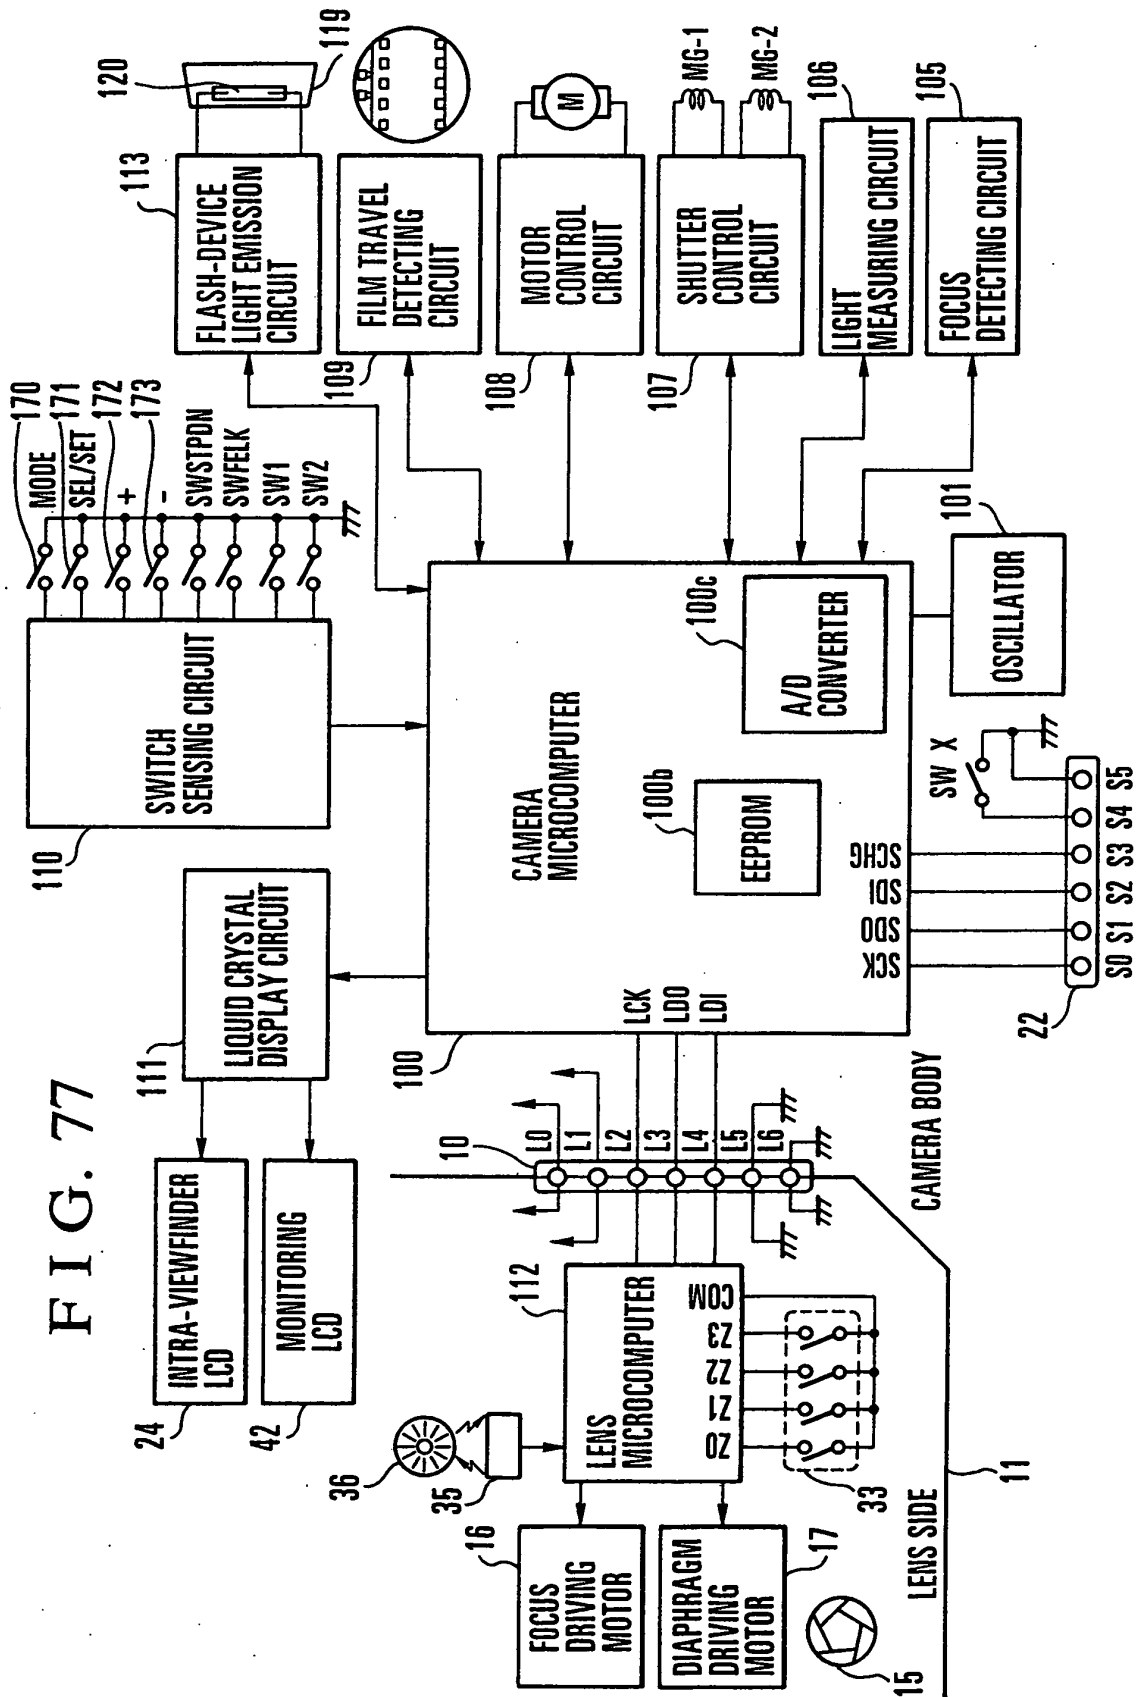 FIG. 77
24
INTRA-VIEWFINDER
LCD
42
MONITORING
LCD
111
LIQUID CRYSTAL
DISPLAY CIRCUIT
110
SWITCH
SENSING CIRCUIT
170
171
172
173
MODE
SEL/SET
+
-
SWSTPDN
SWFELK
SW1
SW2
113
FLASH-DEVICE
LIGHT EMISSION
CIRCUIT
120
119
109
FILM TRAVEL
DETECTING
CIRCUIT
108
MOTOR
CONTROL
CIRCUIT
M
107
SHUTTER
CONTROL
CIRCUIT
MG-1
MG-2
106
LIGHT
MEASURING CIRCUIT
105
FOCUS
DETECTING CIRCUIT
100
CAMERA
MICROCOMPUTER
100b
EEPROM
100c
A/D
CONVERTER
101
OSCILLATOR
LCK
LDO
LDI
SCK
SDO
SDI
SCHG
SW X
22
S0
S1
S2
S3
S4
S5
10
L0
L1
L2
L3
L4
L5
L6
CAMERA BODY
36
35
112
LENS
MICROCOMPUTER
Z0
Z1
Z2
Z3
COM
33
16
FOCUS
DRIVING
MOTOR
17
DIAPHRAGM
DRIVING
MOTOR
15
LENS SIDE
11